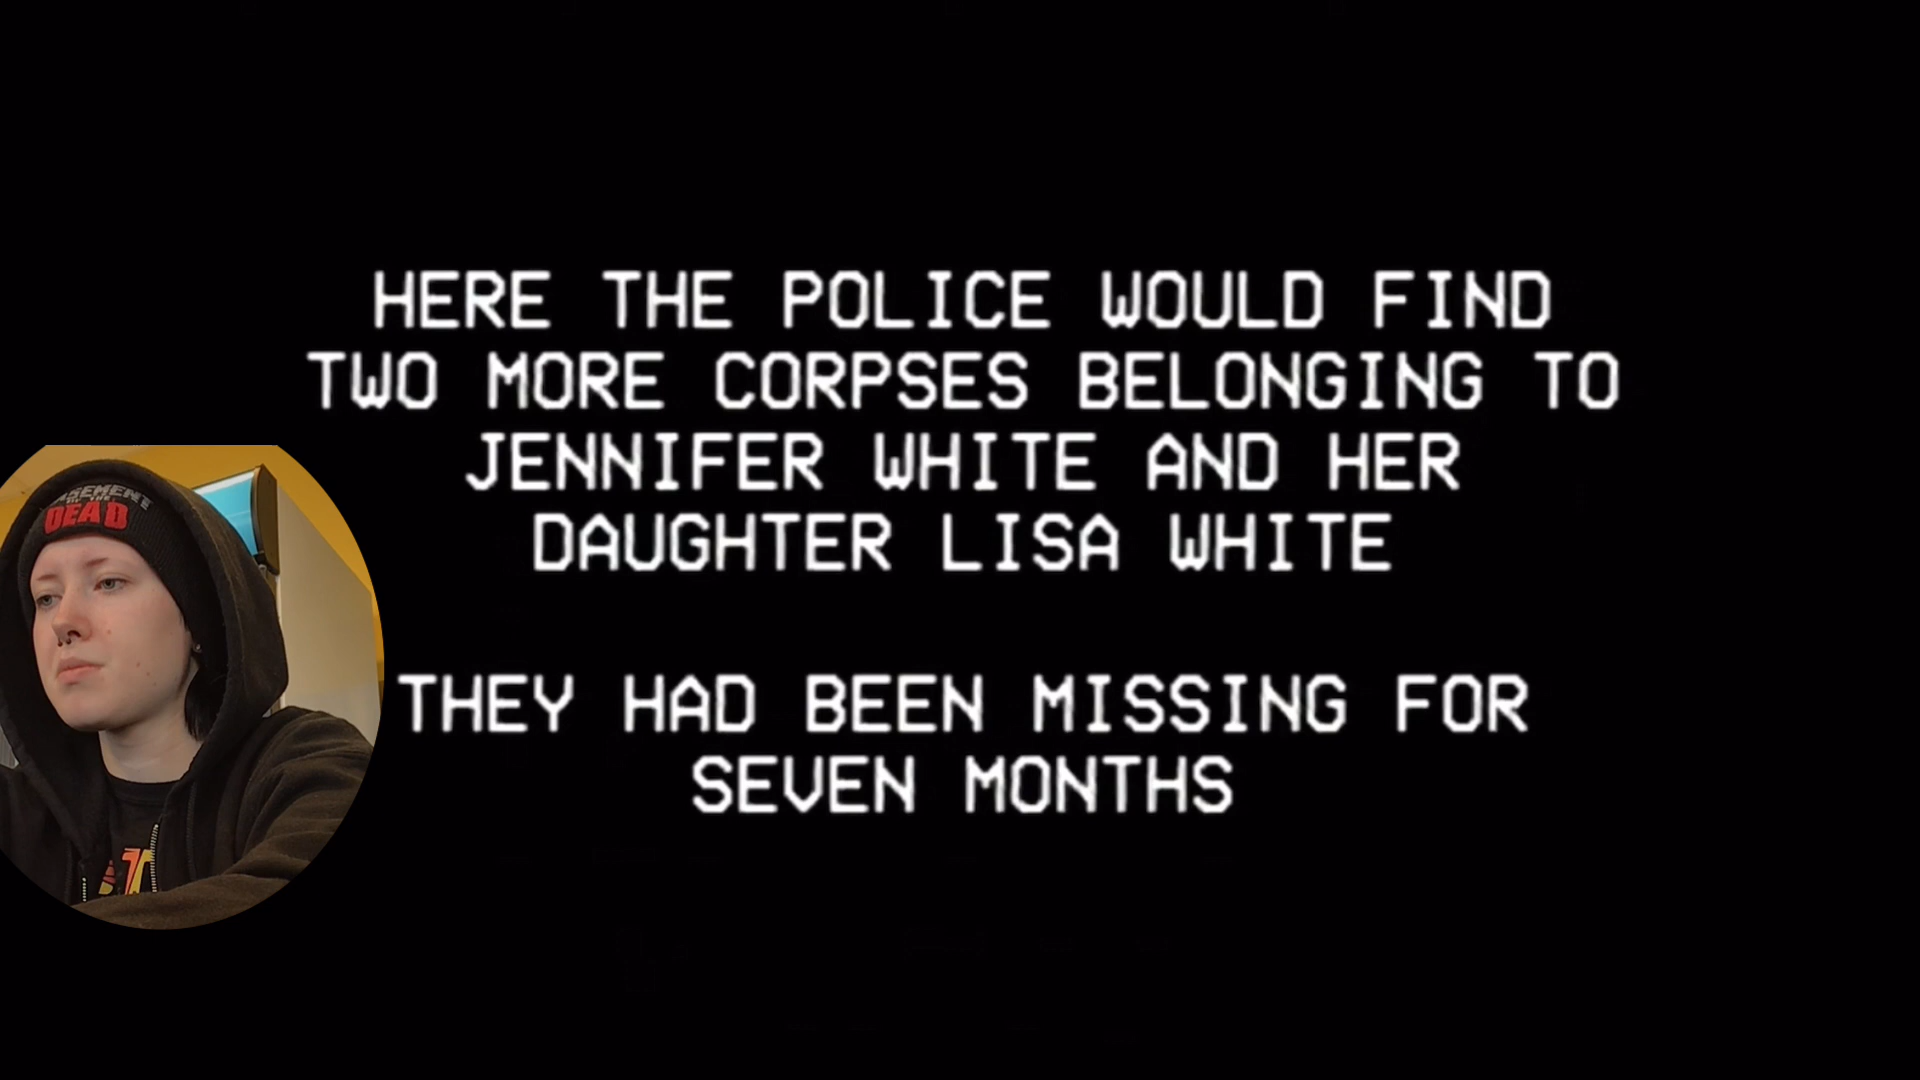 HERE THE POLICE WOULD FIND
TWO MORE CORPSES BELONGING TO
JENNIFER WHITE AND HER
DAUGHTER LISA WHITE
THEY HAD BEEN MISSING FOR
SEVEN MONTHS
DEAD